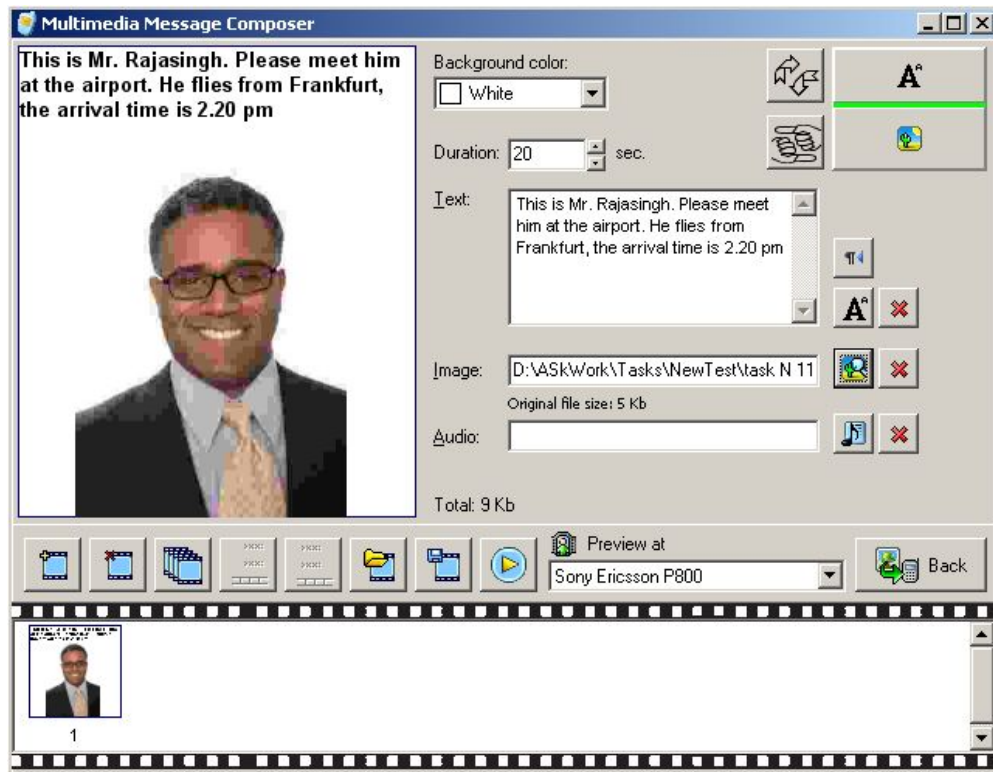 Multimedia Message Composer
This is Mr. Rajasingh. Please meet him
at the airport. He flies from Frankfurt,
the arrival time is 2.20 pm
Background color:
White
Duration: 20 sec.
Text:
This is Mr. Rajasingh. Please meet
him at the airport. He flies from
Frankfurt, the arrival time is 2.20 pm
Image: D:\ASkWork\Tasks\NewTest\task N 11
Original file size: 5 Kb
Audio:
Total: 9 Kb
Preview at
Sony Ericsson P800
Back
1